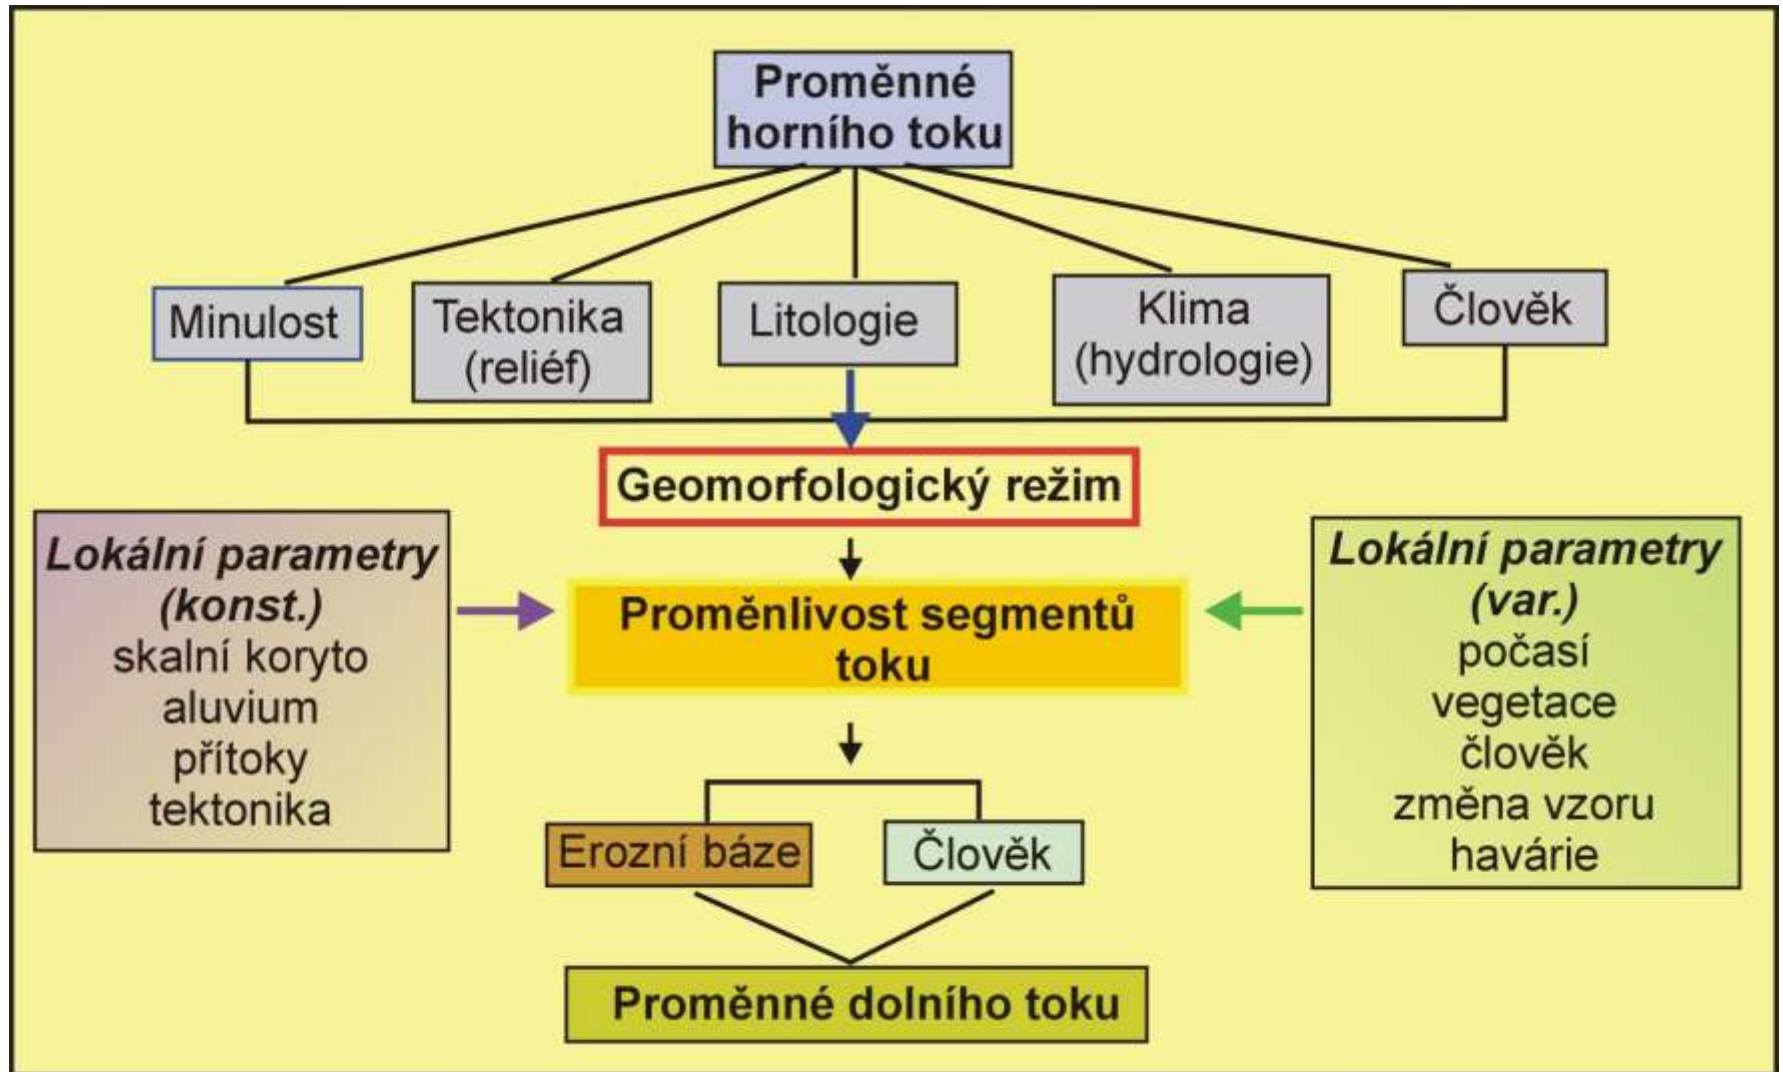 Proměnné
horního toku
Minulost
Tektonika
(reliéf)
Litologie
Klima
(hydrologie)
Člověk
Geomorfologický režim
Lokální parametry
(konst.)
skalní koryto
aluvium
přítoky
tektonika
Proměnlivost segmentů
toku
Lokální parametry
(var.)
počasí
vegetace
člověk
změna vzoru
havárie
Erozní báze
Člověk
Proměnné dolního toku